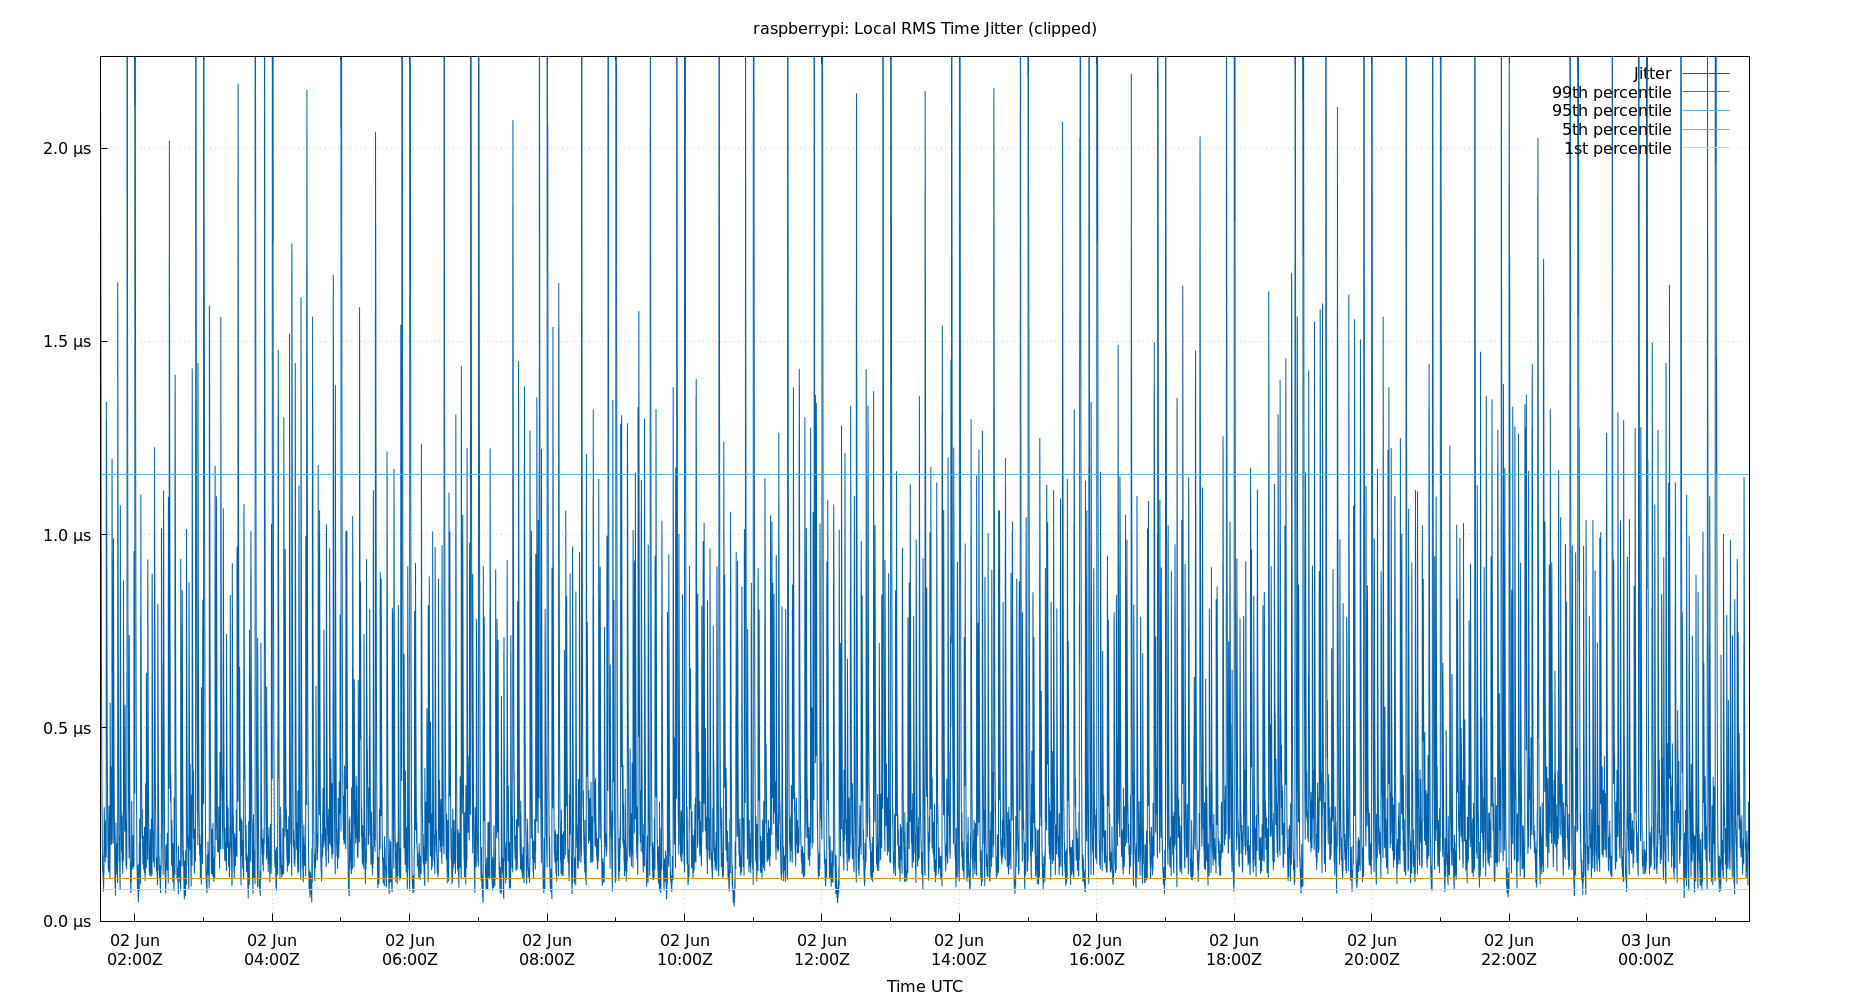 raspberrypi: Local RMS Time Jitter (clipped)
Jitter
99th percentile
95th percentile
5th percentile
1st percentile
2.0 µs
1.5 µs
1.0 µs
0.5 µs
0.0 µs
02 Jun 02 Jun 02 Jun 02 Jun 02 Jun 02 Jun 02 Jun 02 Jun 02 Jun 02 Jun 02 Jun 03 Jun
02:00Z 04:00Z 06:00Z 08:00Z 10:00Z 12:00Z 14:00Z 16:00Z 18:00Z 20:00Z 22:00Z 00:00Z
Time UTC